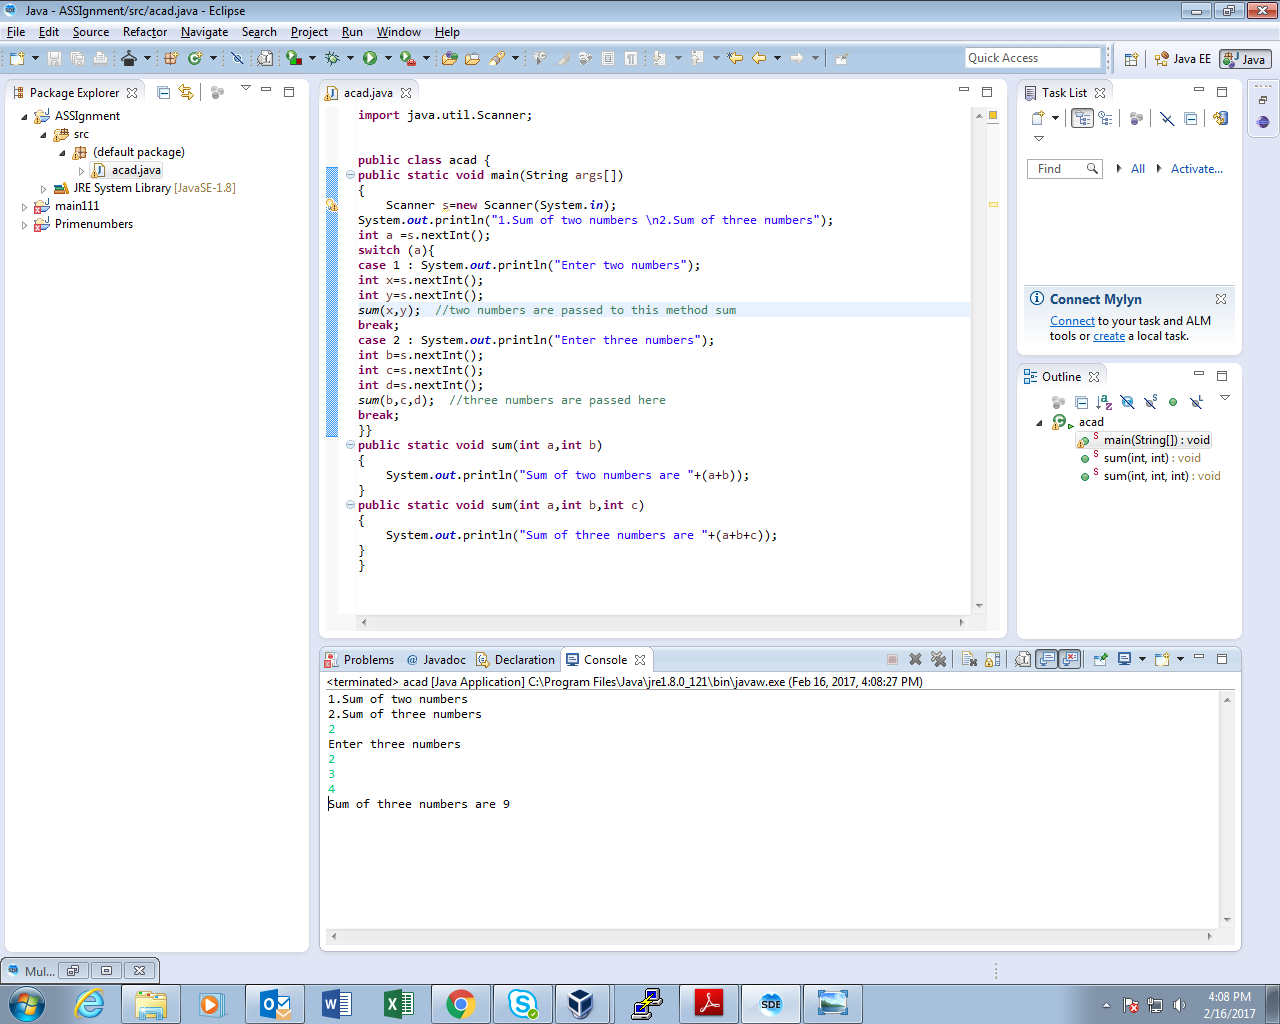 Java - ASSIgnment/src/acad.java - Eclipse
File Edit Source Refactor Navigate Search Project Run Window Help
Quick Access
Java EE
Java
Package Explorer
ASSIgnment
src
(default package)
acad.java
JRE System Library [JavaSE-1.8]
main111
Primenumbers
acad.java
import java.util.Scanner;
public class acad {
public static void main(String args[])
{
Scanner s=new Scanner(System.in);
System.out.println("1.Sum of two numbers \n2.Sum of three numbers");
int a =s.nextInt();
switch (a){
case 1 : System.out.println("Enter two numbers");
int x=s.nextInt();
int y=s.nextInt();
sum(x,y);  //two numbers are passed to this method sum
break;
case 2 : System.out.println("Enter three numbers");
int b=s.nextInt();
int c=s.nextInt();
int d=s.nextInt();
sum(b,c,d);  //three numbers are passed here
break;
}}
public static void sum(int a,int b)
{
System.out.println("Sum of two numbers are "+(a+b));
}
public static void sum(int a,int b,int c)
{
System.out.println("Sum of three numbers are "+(a+b+c));
}
}
Task List
Find
All
Activate...
Connect Mylyn
Connect to your task and ALM
tools or create a local task.
Outline
acad
main(String[]) : void
sum(int, int) : void
sum(int, int, int) : void
Problems @ Javadoc Declaration Console
<terminated> acad [Java Application] C:\Program Files\Java\jre1.8.0_121\bin\javaw.exe (Feb 16, 2017, 4:08:27 PM)
1.Sum of two numbers
2.Sum of three numbers
2
Enter three numbers
2
3
4
Sum of three numbers are 9
Mul...
SDE
4:08 PM
2/16/2017